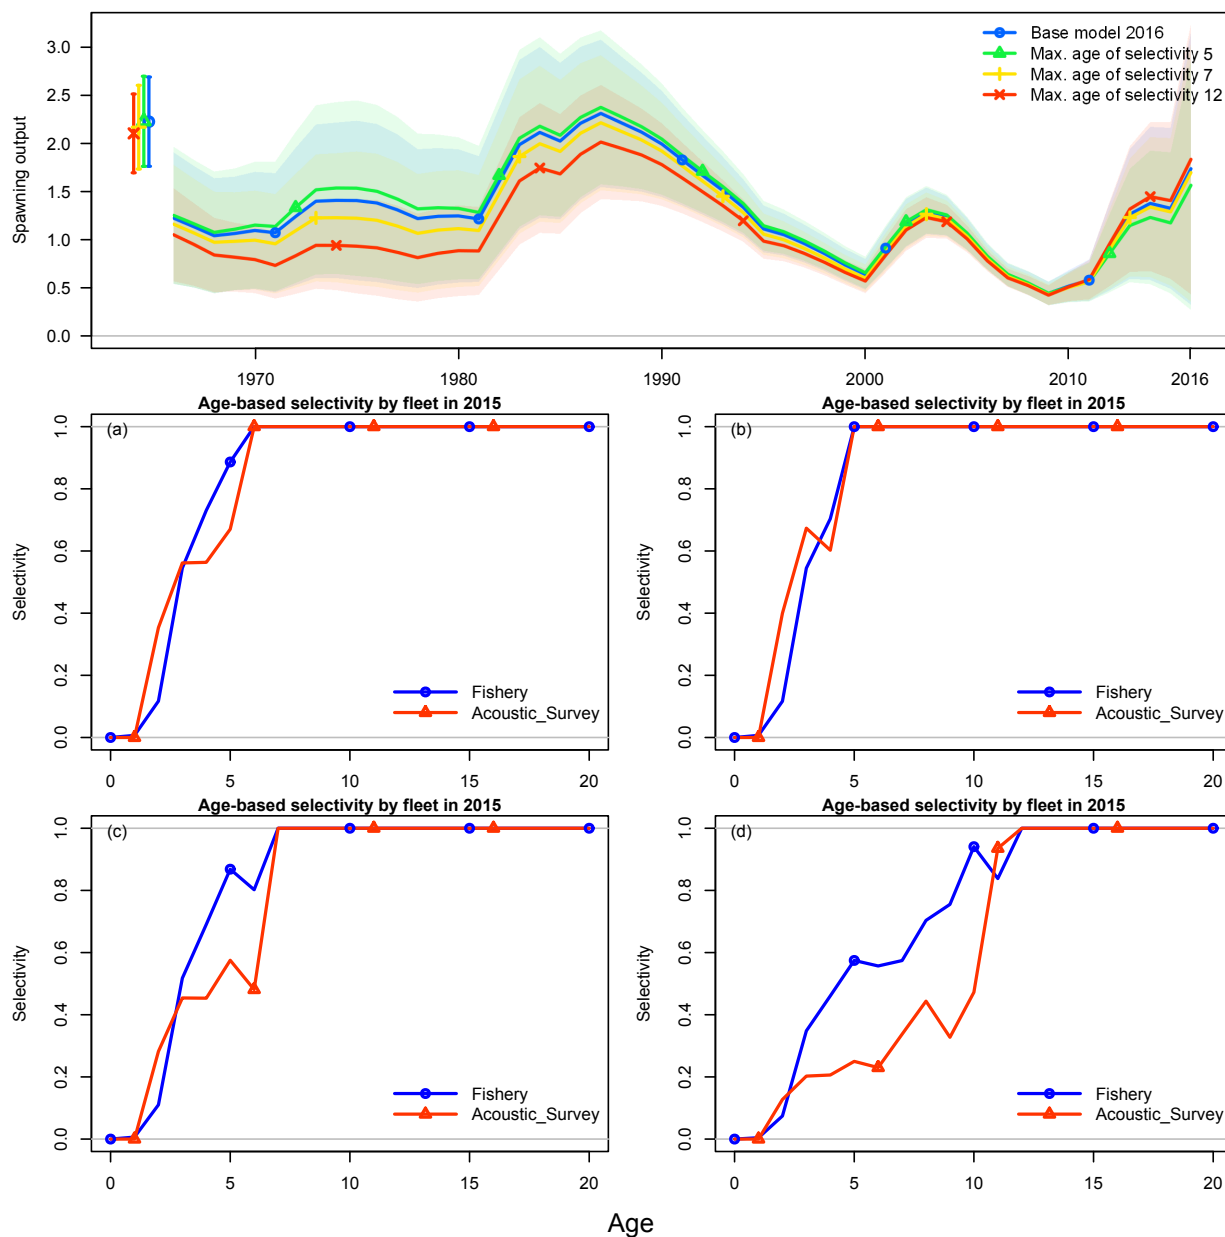 Spawning output
3.0
2.5
2.0
1.5
1.0
0.5
0.0
Base model 2016
Max. age of selectivity 5
Max. age of selectivity 7
Max. age of selectivity 12
1970 1980 1990 2000 2010 2016
Age-based selectivity by fleet in 2015
(a)
Selectivity
1.0
0.8
0.6
0.4
0.2
0.0
Fishery
Acoustic_Survey
0 5 10 15 20
Age-based selectivity by fleet in 2015
(b)
Selectivity
1.0
0.8
0.6
0.4
0.2
0.0
Fishery
Acoustic_Survey
0 5 10 15 20
Age-based selectivity by fleet in 2015
(c)
Selectivity
1.0
0.8
0.6
0.4
0.2
0.0
Fishery
Acoustic_Survey
0 5 10 15 20
Age-based selectivity by fleet in 2015
(d)
Selectivity
1.0
0.8
0.6
0.4
0.2
0.0
Fishery
Acoustic_Survey
0 5 10 15 20
Age